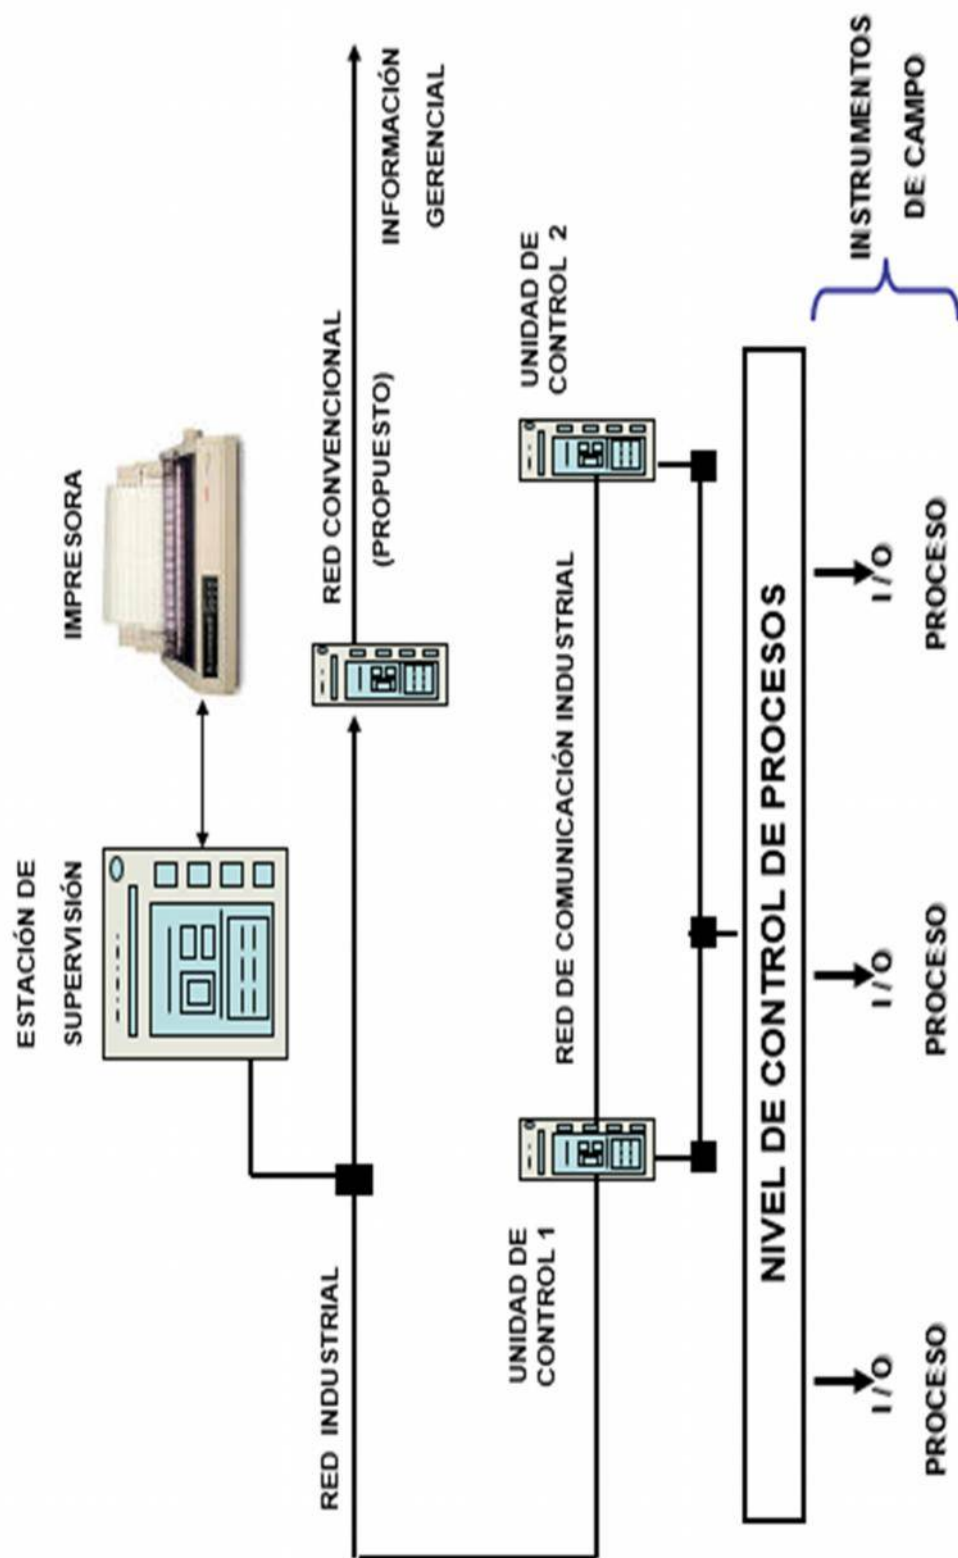 ESTACIÓN DE
SUPERVISIÓN
IMPRESORA
RED INDUSTRIAL
RED CONVENCIONAL
(PROPUESTO)
INFORMACIÓN
GERENCIAL
UNIDAD DE
CONTROL 1
RED DE COMUNICACIÓN INDUSTRIAL
UNIDAD DE
CONTROL 2
NIVEL DE CONTROL DE PROCESOS
INSTRUMENTOS
DE CAMPO
I/O
PROCESO
I/O
PROCESO
I/O
PROCESO